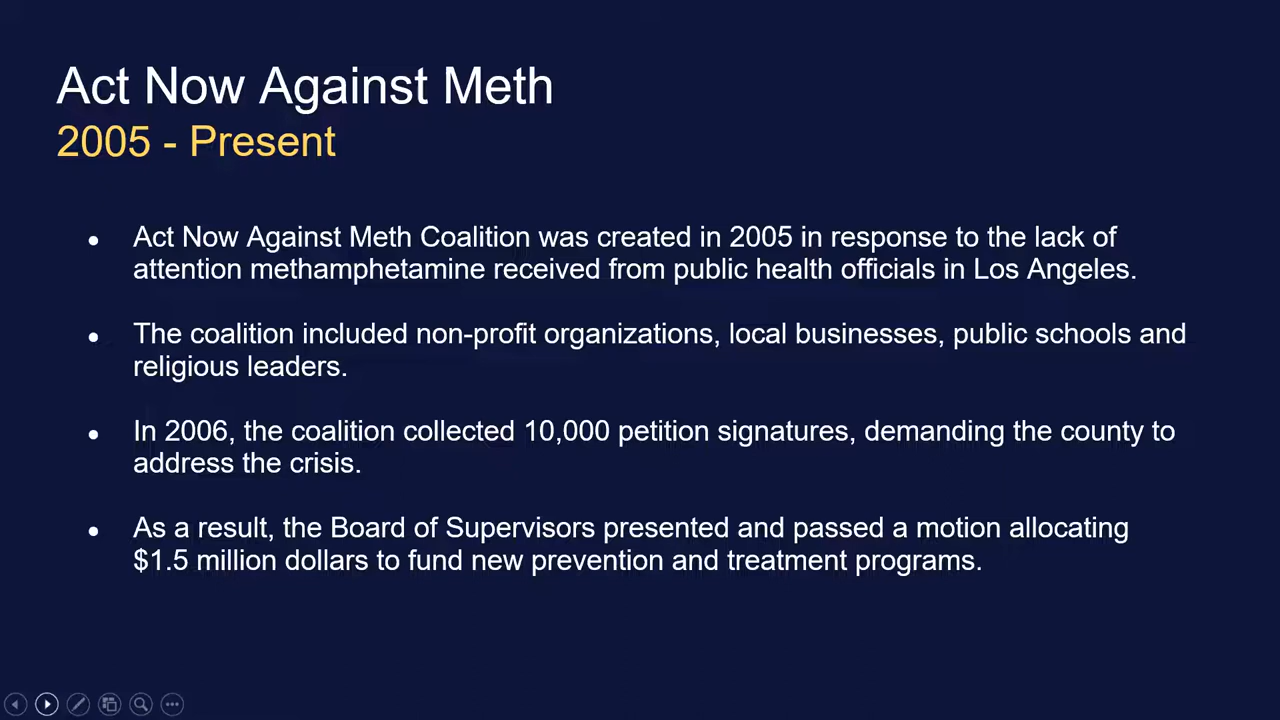 Act Now Against Meth
2005 - Present
• Act Now Against Meth Coalition was created in 2005 in response to the lack of
attention methamphetamine received from public health officials in Los Angeles.
• The coalition included non-profit organizations, local businesses, public schools and
religious leaders.
• In 2006, the coalition collected 10,000 petition signatures, demanding the county to
address the crisis.
• As a result, the Board of Supervisors presented and passed a motion allocating
$1.5 million dollars to fund new prevention and treatment programs.